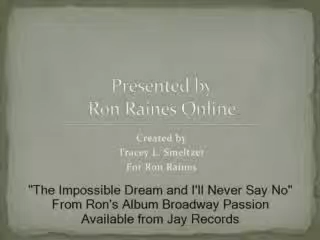 Presented by
Ron Raines Online
Created by
Tracey L. Smeltzer
For Ron Raines
"The Impossible Dream and I'll Never Say No"
From Ron's Album Broadway Passion
Available from Jay Records